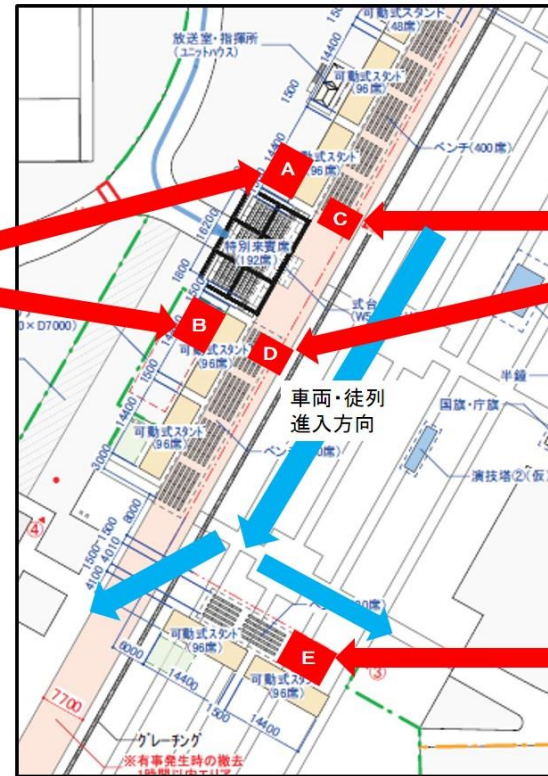 可動式スタンド
(48席)
放送室・指揮所
(ユニットハウス)
14400
可動式スタンド
(96席)
1500
ベンチ(400席)
14400
可動式スタンド
(96席)
A
C
16200
特別来賓席
(192席)
1800
1500
式台
B
可動式スタンド
(96席)
D
×D7000)
1500
車両・徒列
進入方向
半鐘
国旗・庁旗
14400
可動式スタンド
(96席)
演技塔②(仮)
3000
④
8000
1500
1500
4010
4100
可動式スタンド
(96席)
E
③
6000
14400
可動式スタンド
(96席)
1500
14400
7700
グレーチング
※有事発生時の撤去